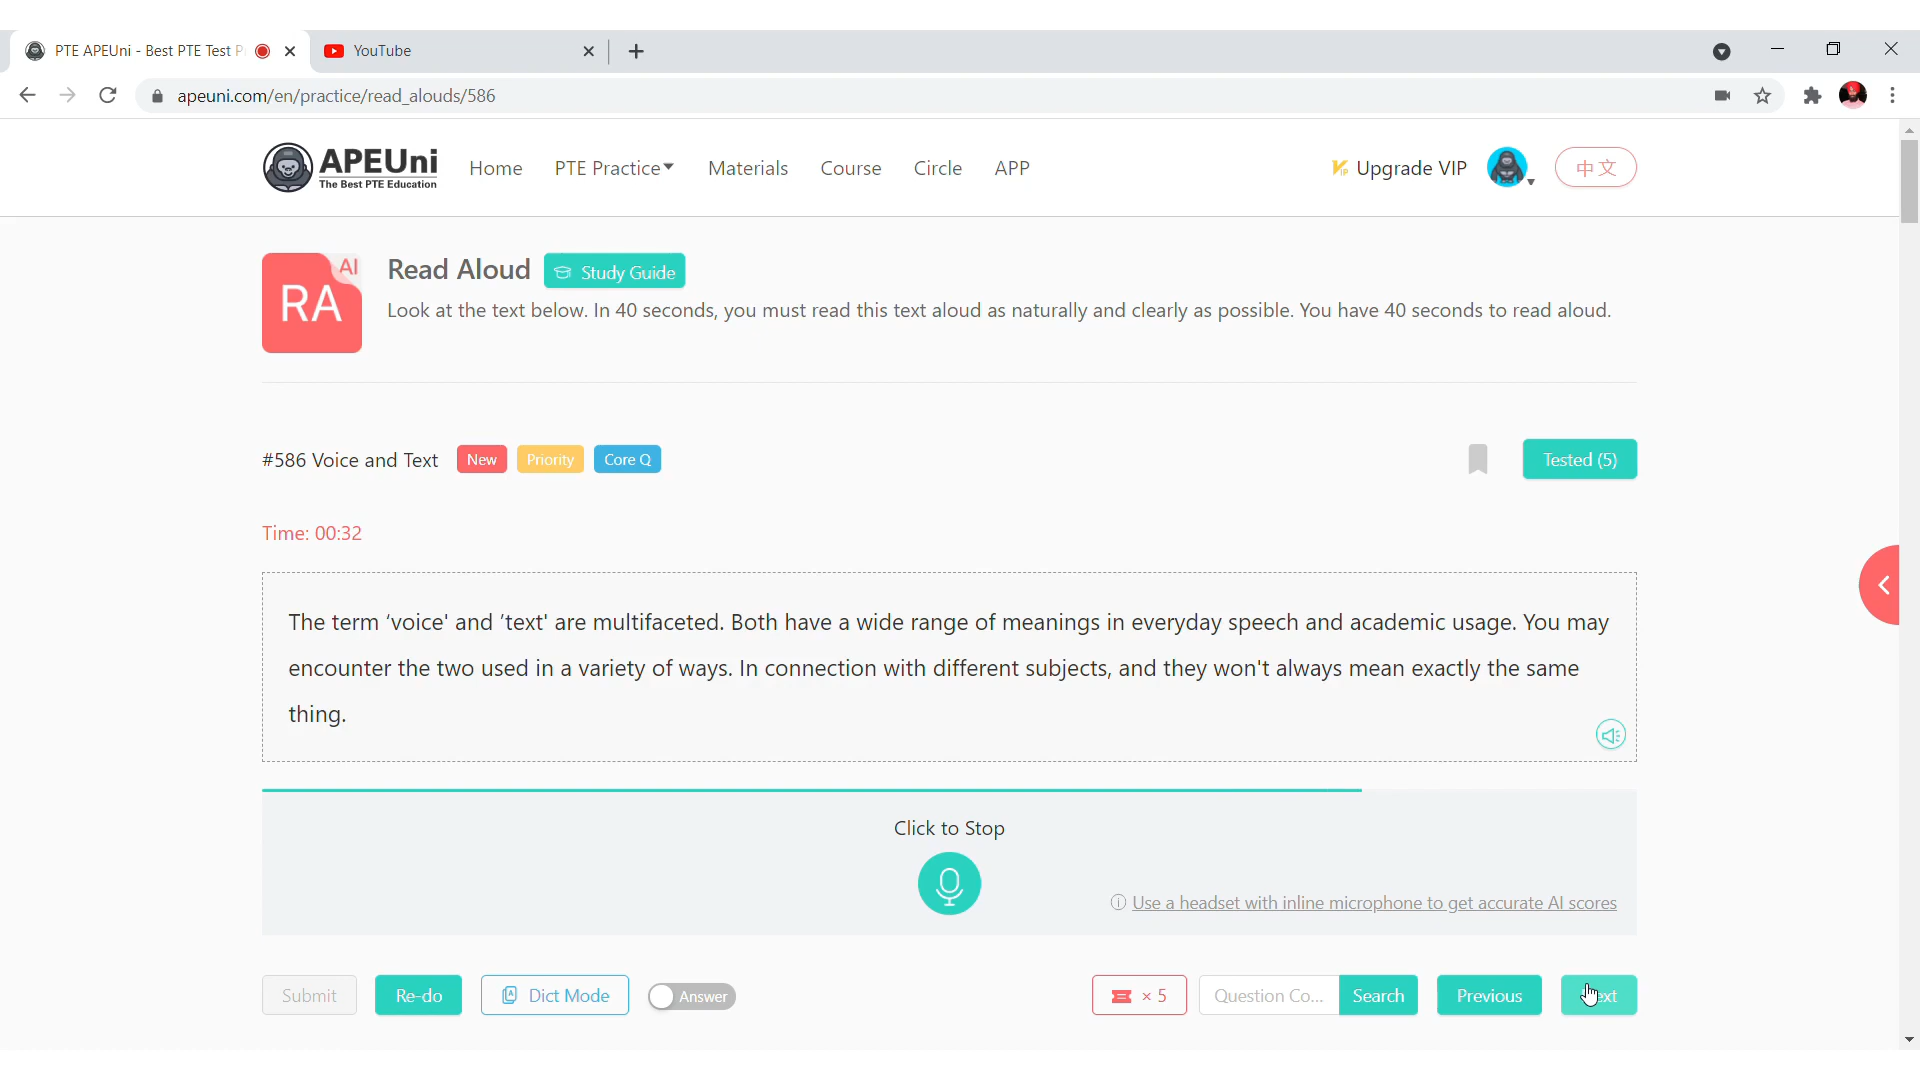 PTE APEUni - Best PTE Test P
YouTube
apeuni.com/en/practice/read_alouds/586
APEUni
The Best PTE Education
Home
PTE Practice
Materials
Course
Circle
APP
Upgrade VIP
中文
RA
AI
Read Aloud
Study Guide
Look at the text below. In 40 seconds, you must read this text aloud as naturally and clearly as possible. You have 40 seconds to read aloud.
#586 Voice and Text
New
Priority
Core Q
Tested (5)
Time: 00:32
The term ‘voice' and ’text' are multifaceted. Both have a wide range of meanings in everyday speech and academic usage. You may
encounter the two used in a variety of ways. In connection with different subjects, and they won't always mean exactly the same
thing.
Click to Stop
Use a headset with inline microphone to get accurate AI scores
Submit
Re-do
Dict Mode
Answer
× 5
Question Co...
Search
Previous